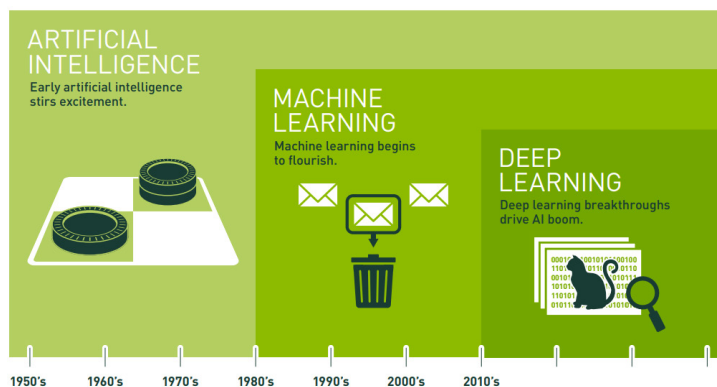 ARTIFICIAL
INTELLIGENCE
Early artificial intelligence
stirs excitement.
MACHINE
LEARNING
Machine learning begins
to flourish.
DEEP
LEARNING
Deep learning breakthroughs
drive AI boom.
1950's 1960's 1970's 1980's 1990's 2000's 2010's